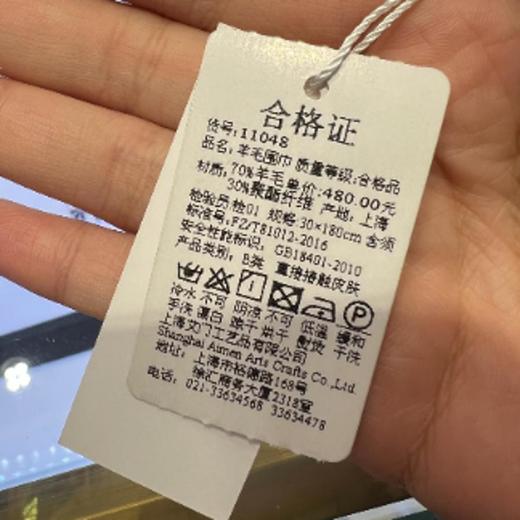 合格证
货号:11048
品名:羊毛围巾 质量等级:合格品
材质:70%羊毛 单价:480.00元
30%聚酯纤维 产地:上海
检验员 检01 规格:30×180cm 含须
标准号:FZ/T81012-2016
安全性能标识: GB18401-2010
产品类别: B类 直接接触皮肤
冷水 不可 阴凉 不可 低温 缓和
手洗 漂白 晾干 烘干 熨烫 干洗
上海艾门工艺品有限公司
Shanghai Aimen Arts Crafts Co.,Ltd.
地址: 上海市裕德路168号
徐汇商务大厦2318室
电话: 021-33634568 33634478